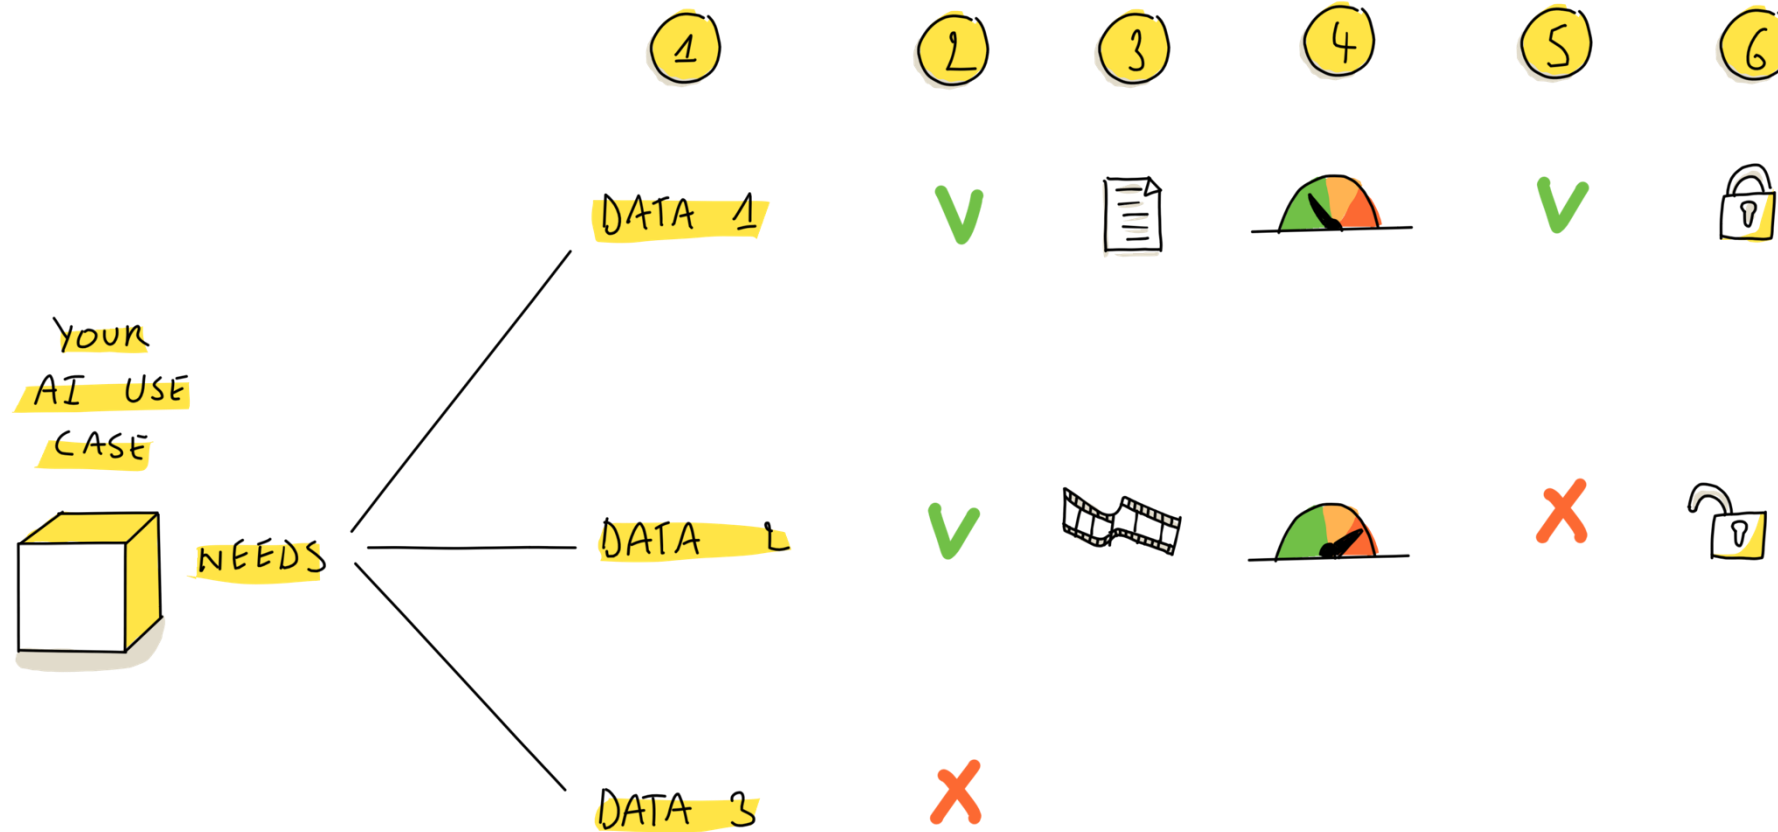 1 2 3 4 5 6
DATA 1
YOUR
AI USE
CASE
NEEDS
DATA 2
DATA 3